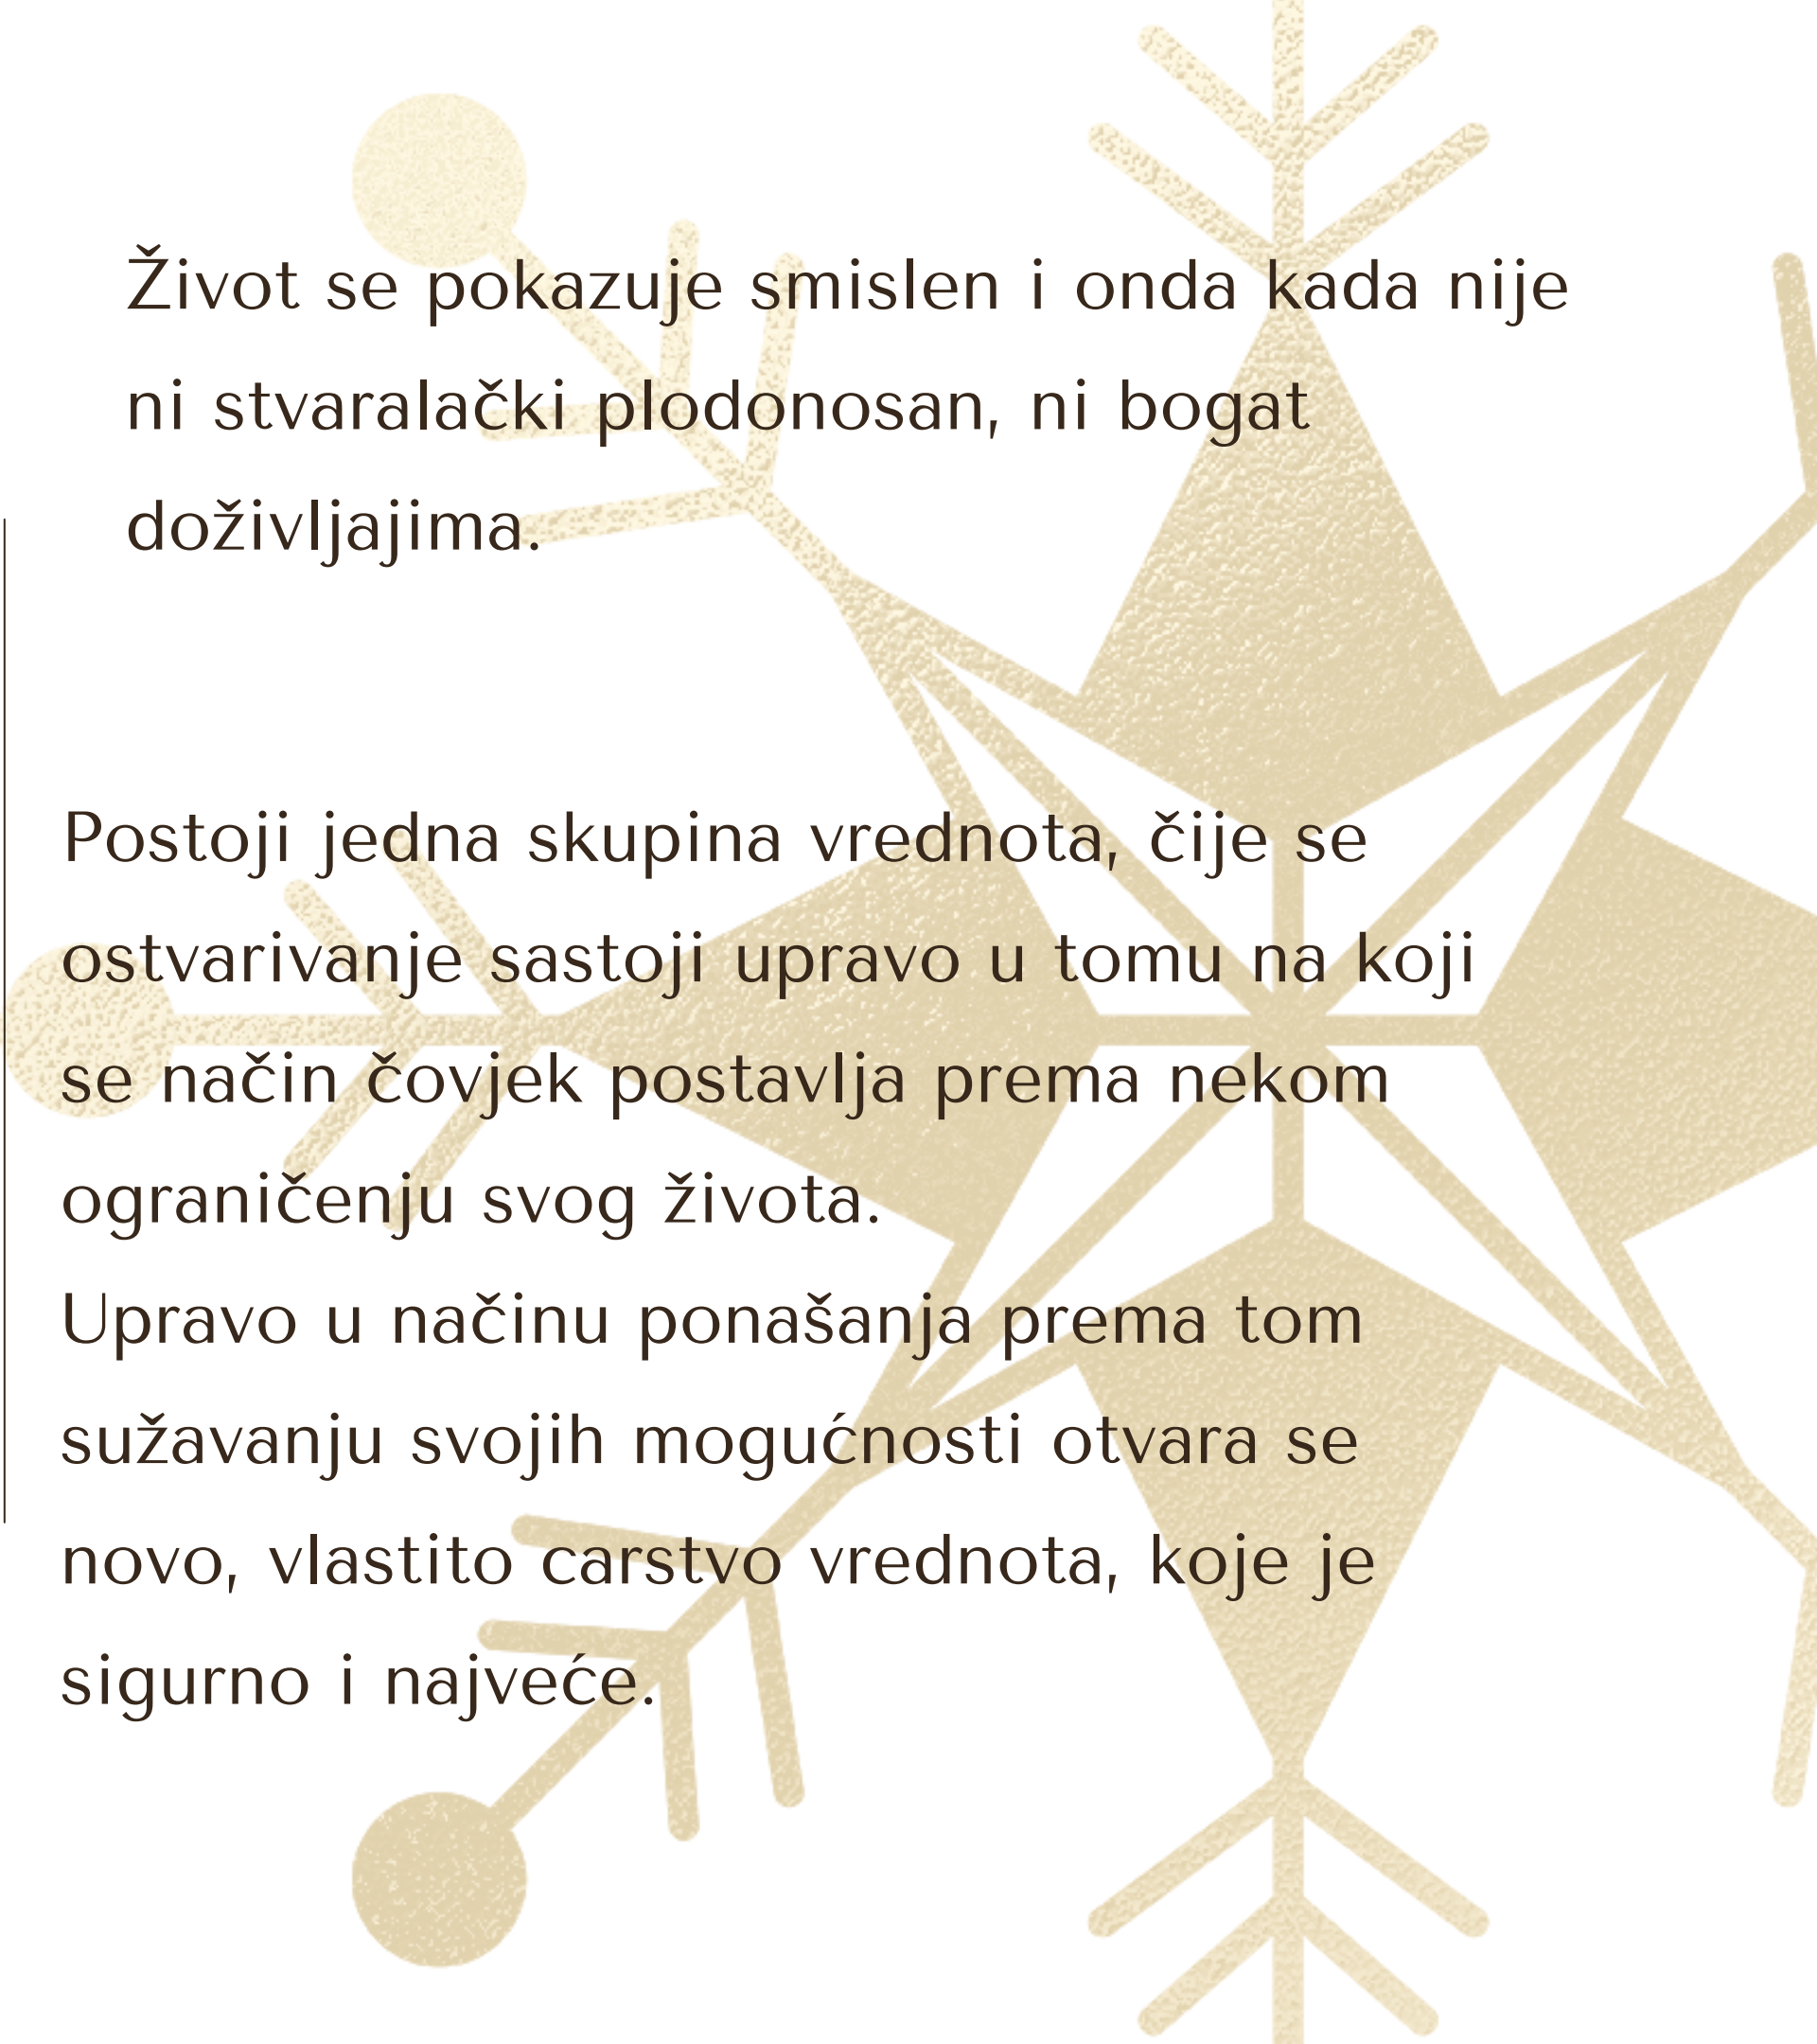 Život se pokazuje smislen i onda kada nije
ni stvaralački plodonosan, ni bogat
doživljajima.
Postoji jedna skupina vrednota, čije se
ostvarivanje sastoji upravo u tomu na koji
se način čovjek postavlja prema nekom
ograničenju svog života.
Upravo u načinu ponašanja prema tom
sužavanju svojih mogućnosti otvara se
novo, vlastito carstvo vrednota, koje je
sigurno i najveće.